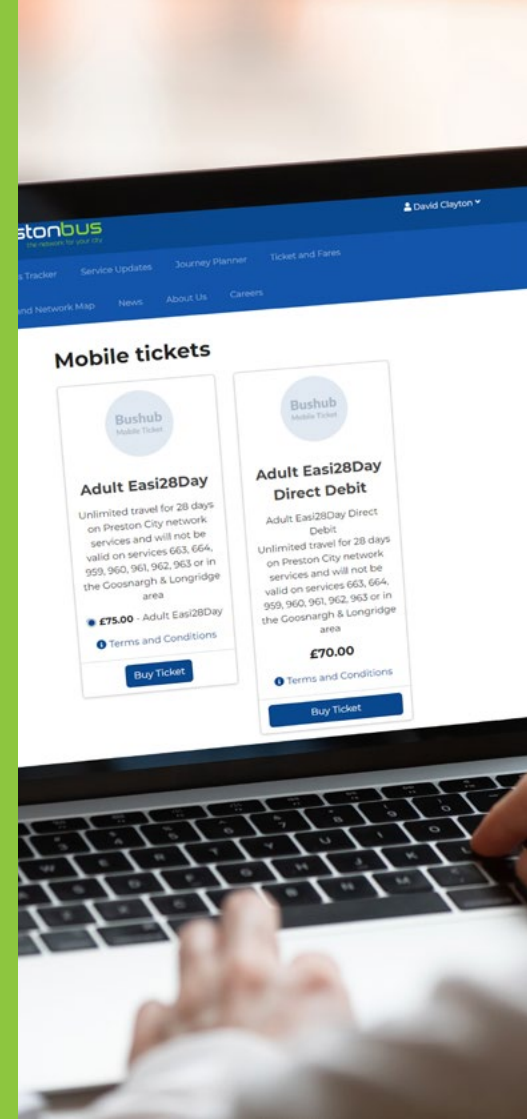 stonbus
the network for your city
David Clayton
s Tracker Service Updates Journey Planner Ticket and Fares
and Network Map News About Us Careers
Mobile tickets
Bushub
Mobile Ticket
Adult Easi28Day
Unlimited travel for 28 days
on Preston City network
services and will not be
valid on services 663, 664,
959, 960, 961, 962, 963 or in
the Goosnargh & Longridge
area
£75.00 - Adult Easi28Day
Terms and Conditions
Buy Ticket
Bushub
Mobile Ticket
Adult Easi28Day
Direct Debit
Adult Easi28Day Direct
Debit
Unlimited travel for 28 days
on Preston City network
services and will not be
valid on services 663, 664,
959, 960, 961, 962, 963 or in
the Goosnargh & Longridge
area
£70.00
Terms and Conditions
Buy Ticket